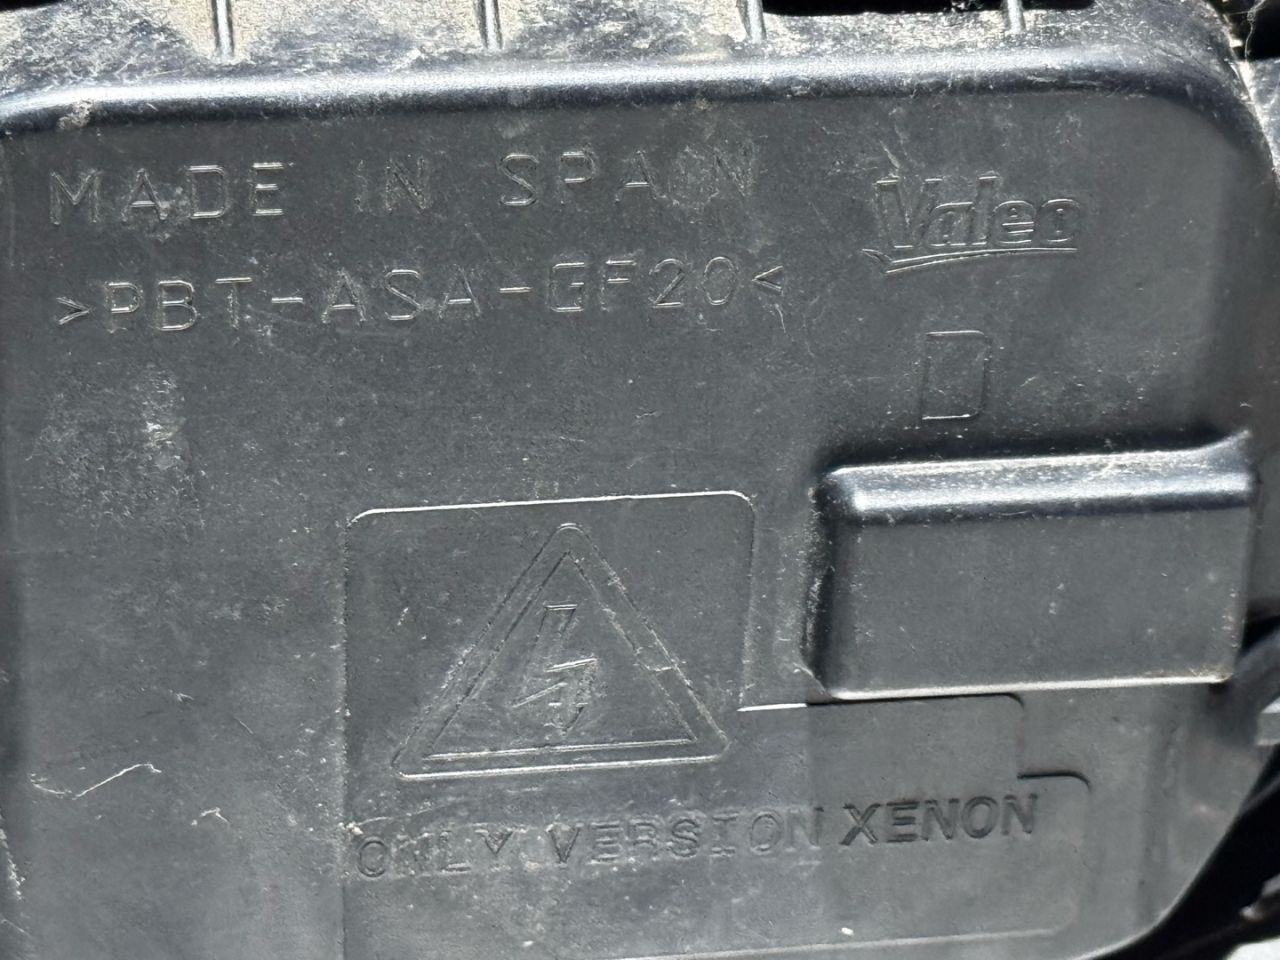 MADE IN SPAIN
Valeo
>PBT-ASA-GF20<
D
ONLY VERSION XENON